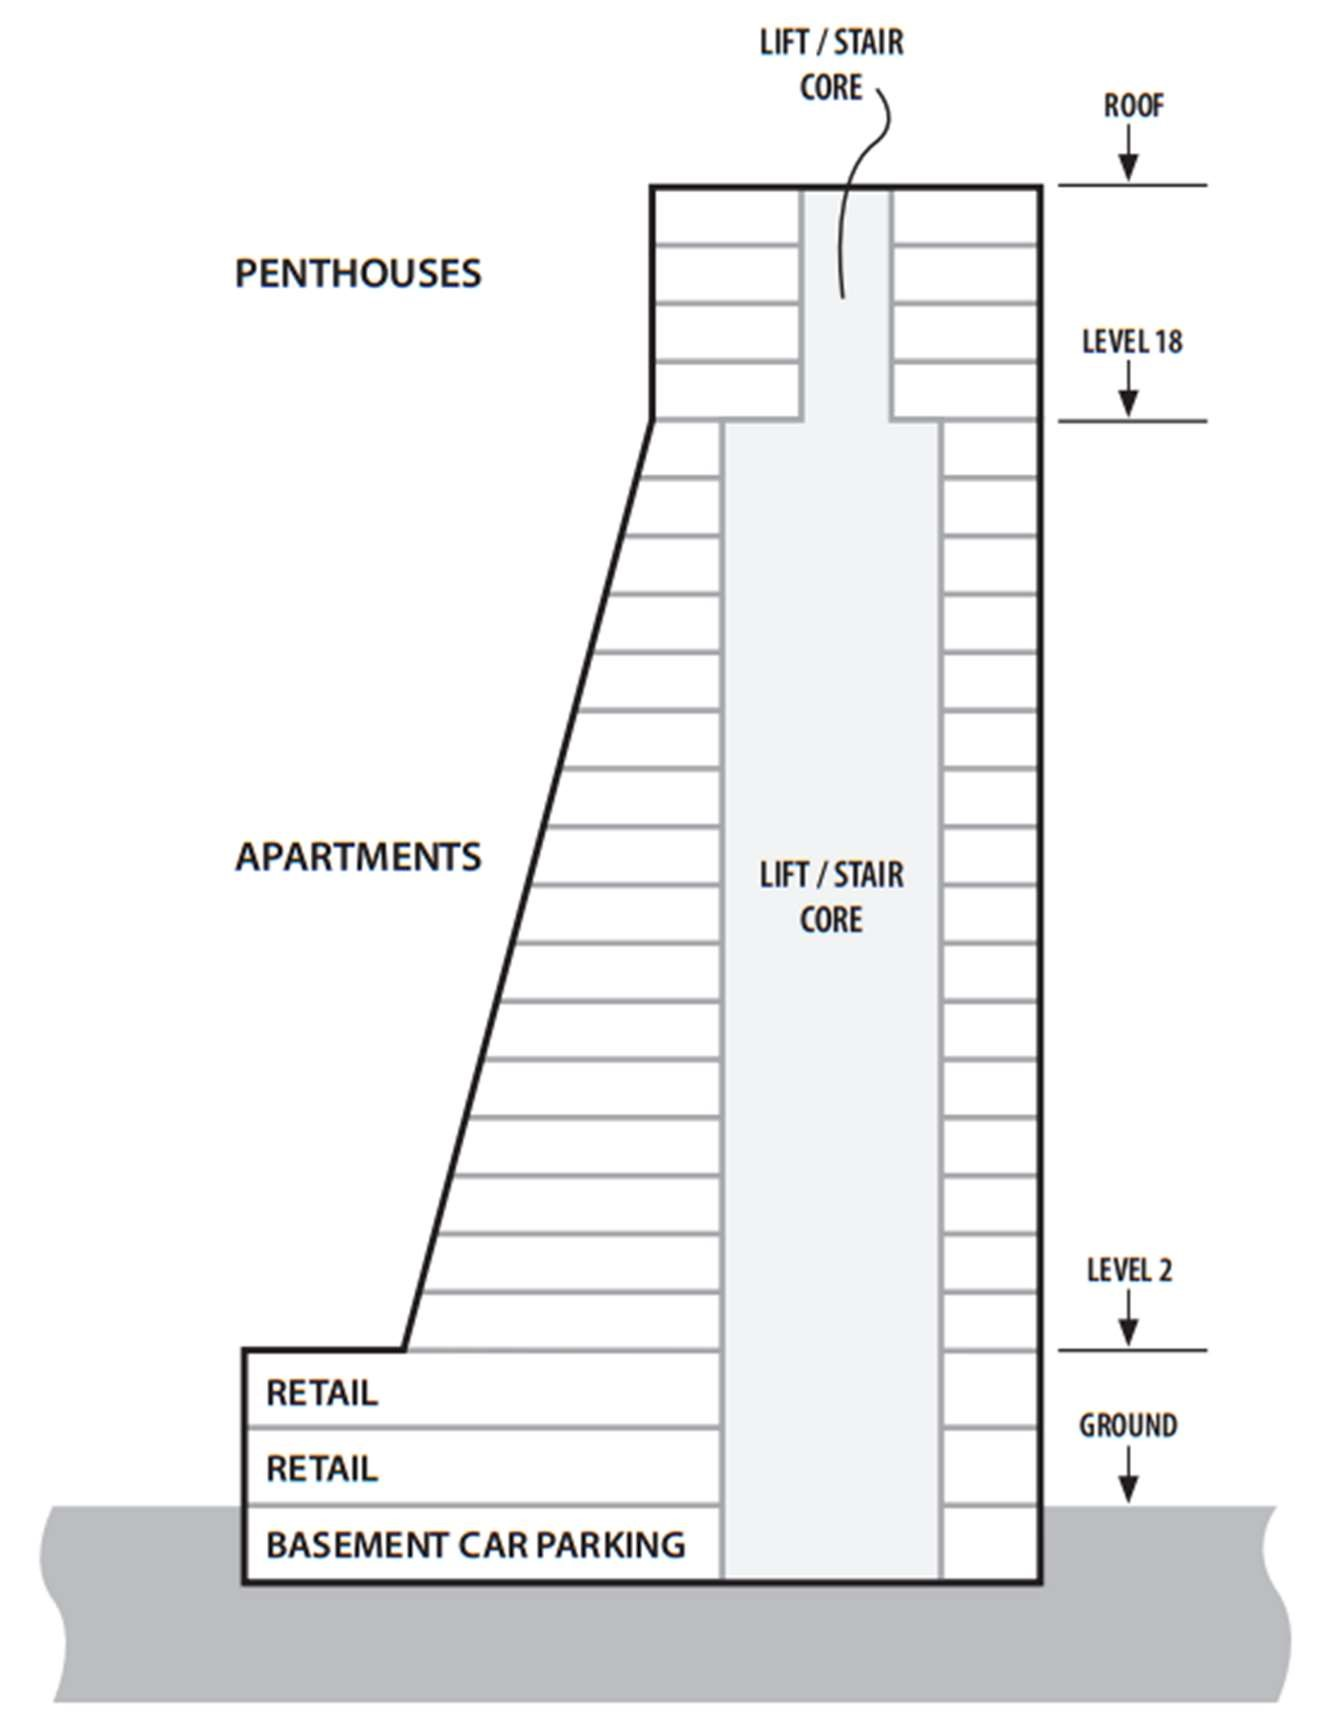 LIFT / STAIR
CORE
ROOF
PENTHOUSES
LEVEL 18
APARTMENTS
LIFT / STAIR
CORE
LEVEL 2
RETAIL
GROUND
RETAIL
BASEMENT CAR PARKING